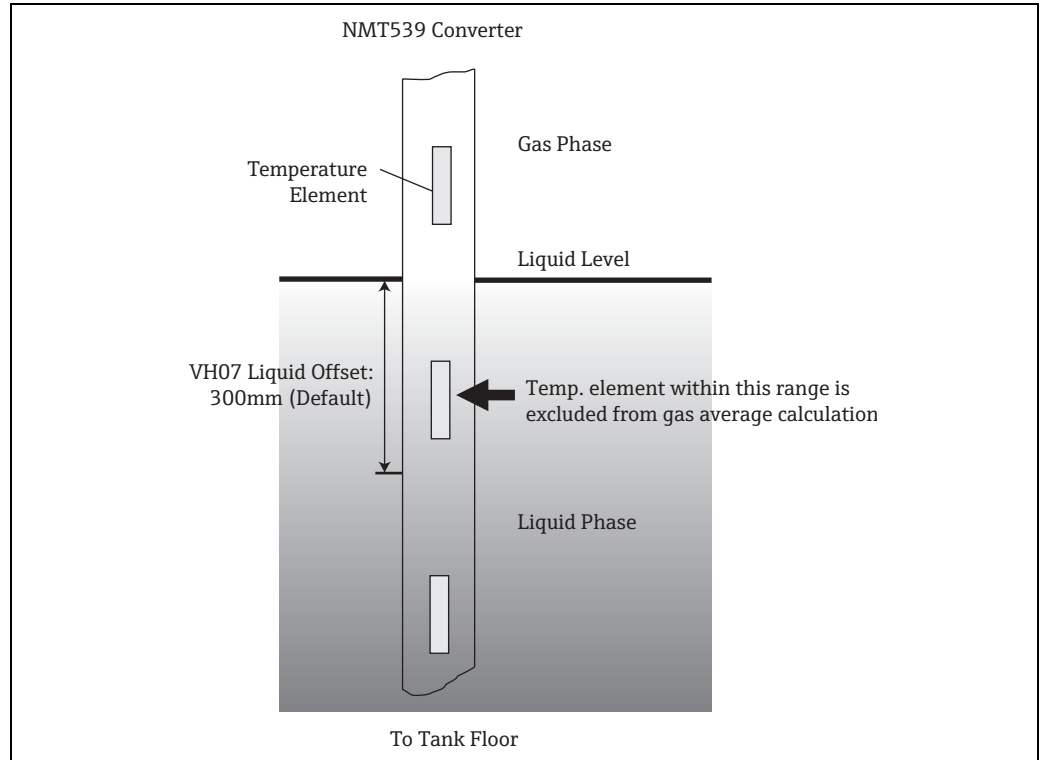 NMT539 Converter
Gas Phase
Temperature
Element
Liquid Level
VH07 Liquid Offset:
300mm (Default)
Temp. element within this range is
excluded from gas average calculation
Liquid Phase
To Tank Floor